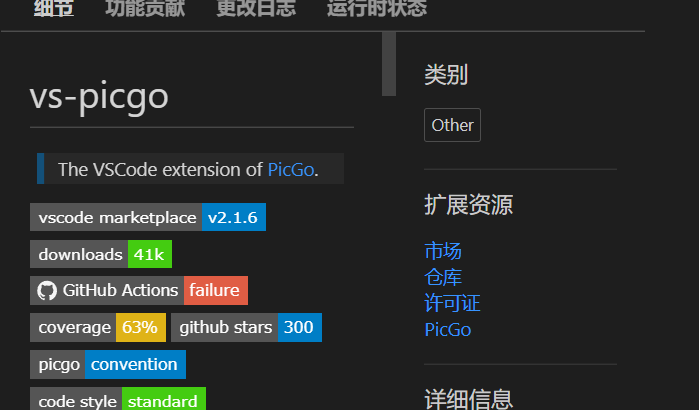 细节 功能贡献 更改日志 运行时状态
vs-picgo
The VSCode extension of PicGo.
vscode marketplace v2.1.6
downloads 41k
GitHub Actions failure
coverage 63% github stars 300
picgo convention
code style standard
类别
Other
扩展资源
市场
仓库
许可证
PicGo
详细信息